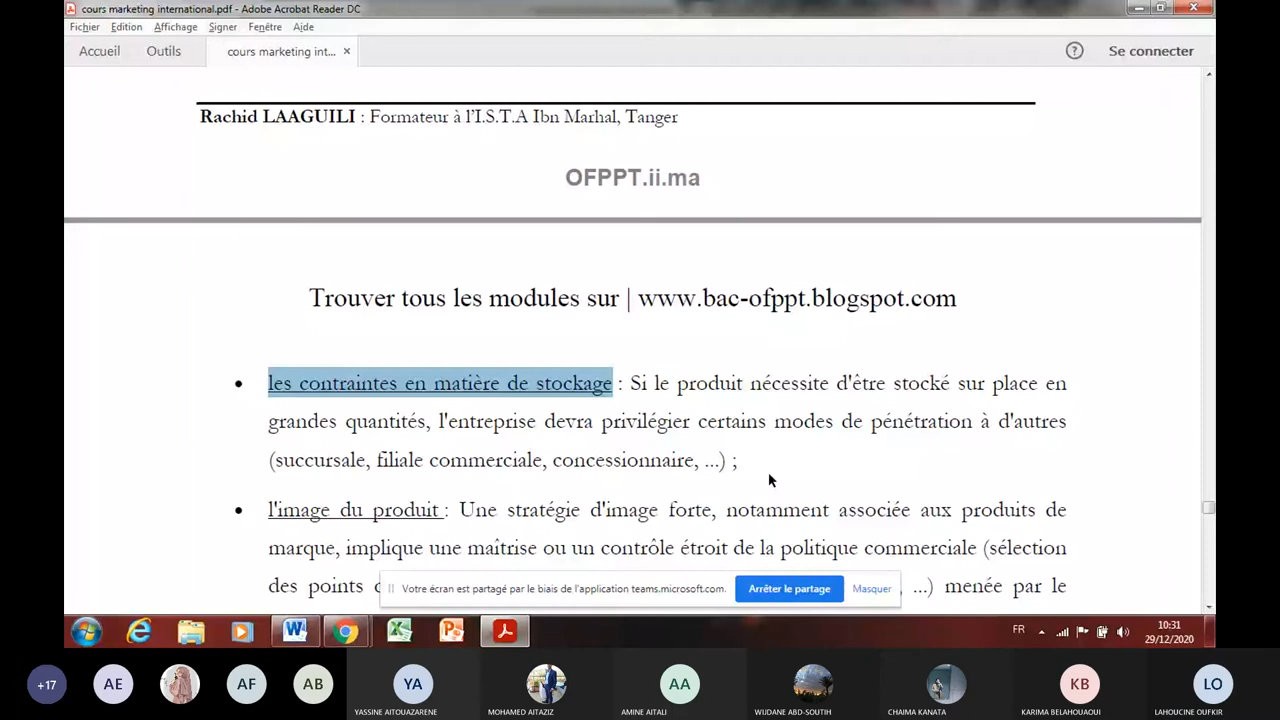 cours marketing international.pdf - Adobe Acrobat Reader DC
Fichier Edition Affichage Signer Fenêtre Aide
Accueil Outils cours marketing int... × ? Se connecter
Rachid LAAGUILI : Formateur à l'I.S.T.A Ibn Marhal, Tanger
OFPPT.ii.ma
Trouver tous les modules sur | www.bac-ofppt.blogspot.com
• les contraintes en matière de stockage : Si le produit nécessite d'être stocké sur place en
grandes quantités, l'entreprise devra privilégier certains modes de pénétration à d'autres
(succursale, filiale commerciale, concessionnaire, ...) ;
• l'image du produit : Une stratégie d'image forte, notamment associée aux produits de
marque, implique une maîtrise ou un contrôle étroit de la politique commerciale (sélection
des points
, ...) menée par le
Votre écran est partagé par le biais de l'application teams.microsoft.com. Arrêter le partage Masquer
FR 10:31
29/12/2020
+17 AE AF AB YA AA KB LO
YASSINE AITOUAZARENE MOHAMED AITAZIZ AMINE AITALI WIJDANE ABD-SOUTIH CHAIMA KANATA KARIMA BELAHOUAOUI LAHOUCINE OUFKIR